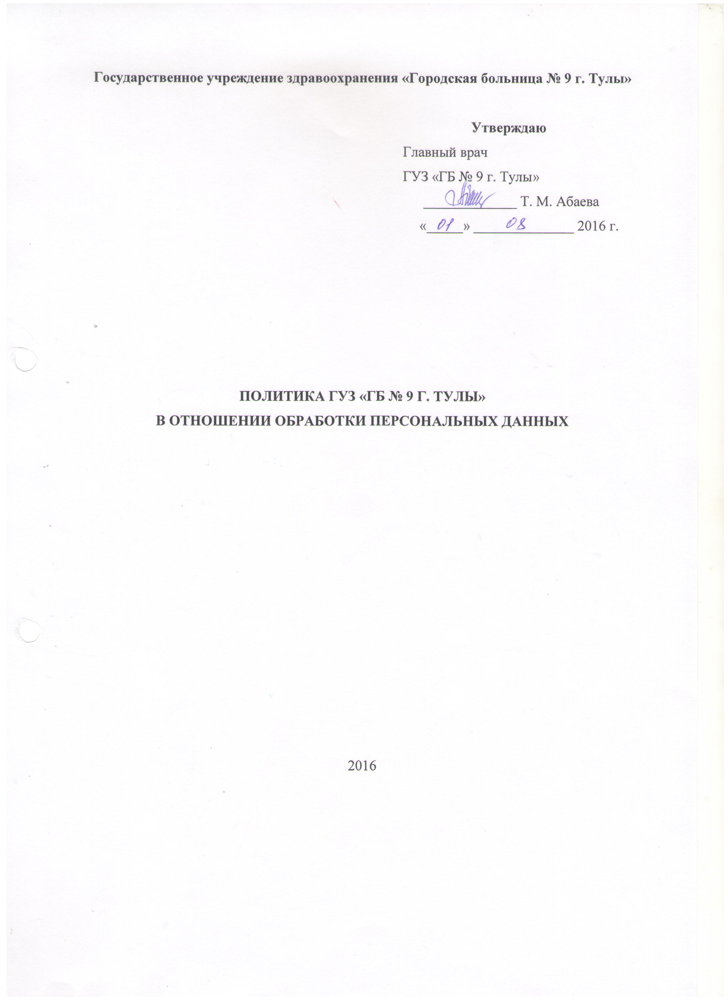 Государственное учреждение здравоохранения «Городская больница № 9 г. Тулы»
Утверждаю
Главный врач
ГУЗ «ГБ № 9 г. Тулы»
Т. М. Абаева
«01» 08 2016 г.
ПОЛИТИКА ГУЗ «ГБ № 9 Г. ТУЛЫ»
В ОТНОШЕНИИ ОБРАБОТКИ ПЕРСОНАЛЬНЫХ ДАННЫХ
2016